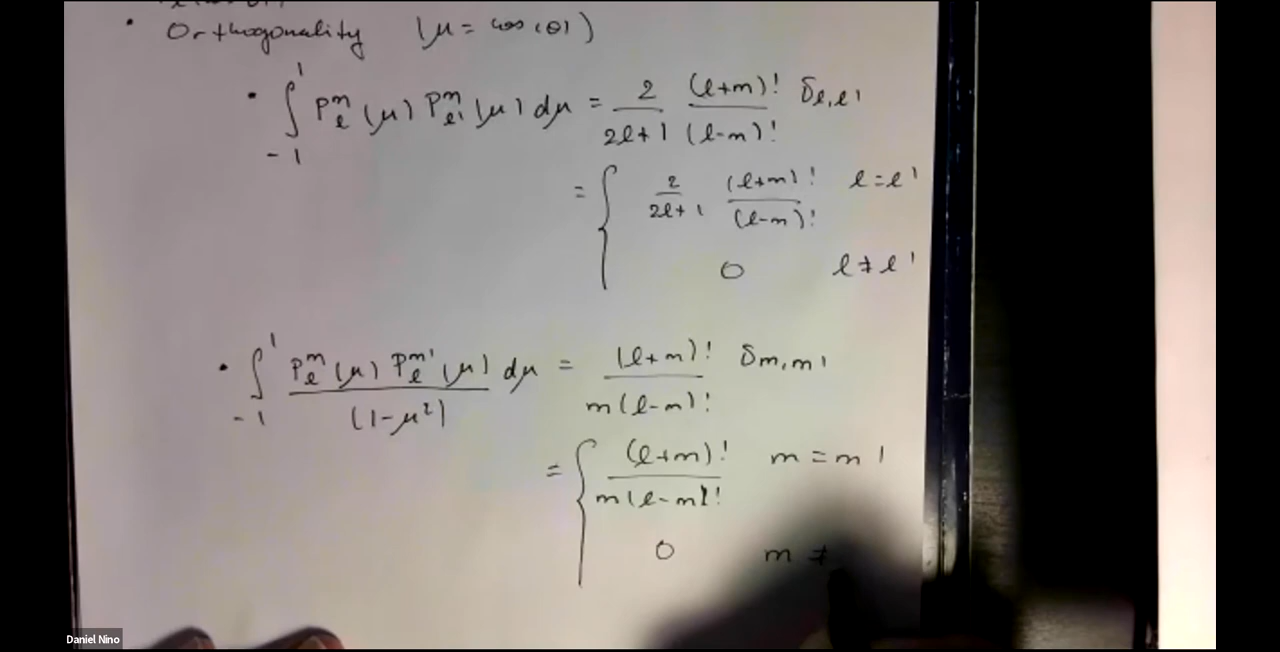 • Orthogonality (μ = cos(θ))
• ∫_{-1}^{1} P_ℓ^m(μ) P_ℓ'^m(μ) dμ = 2/(2ℓ+1) (ℓ+m)!/(ℓ-m)! δ_{ℓ,ℓ'}
= { 2/(2ℓ+1) (ℓ+m)!/(ℓ-m)! ℓ=ℓ'
0 ℓ≠ℓ'
• ∫_{-1}^{1} P_ℓ^m(μ) P_ℓ^m'(μ)/(1-μ²) dμ = (ℓ+m)!/m(ℓ-m)! δ_{m,m'}
= { (ℓ+m)!/m(ℓ-m)! m=m'
0 m≠
Daniel Nino